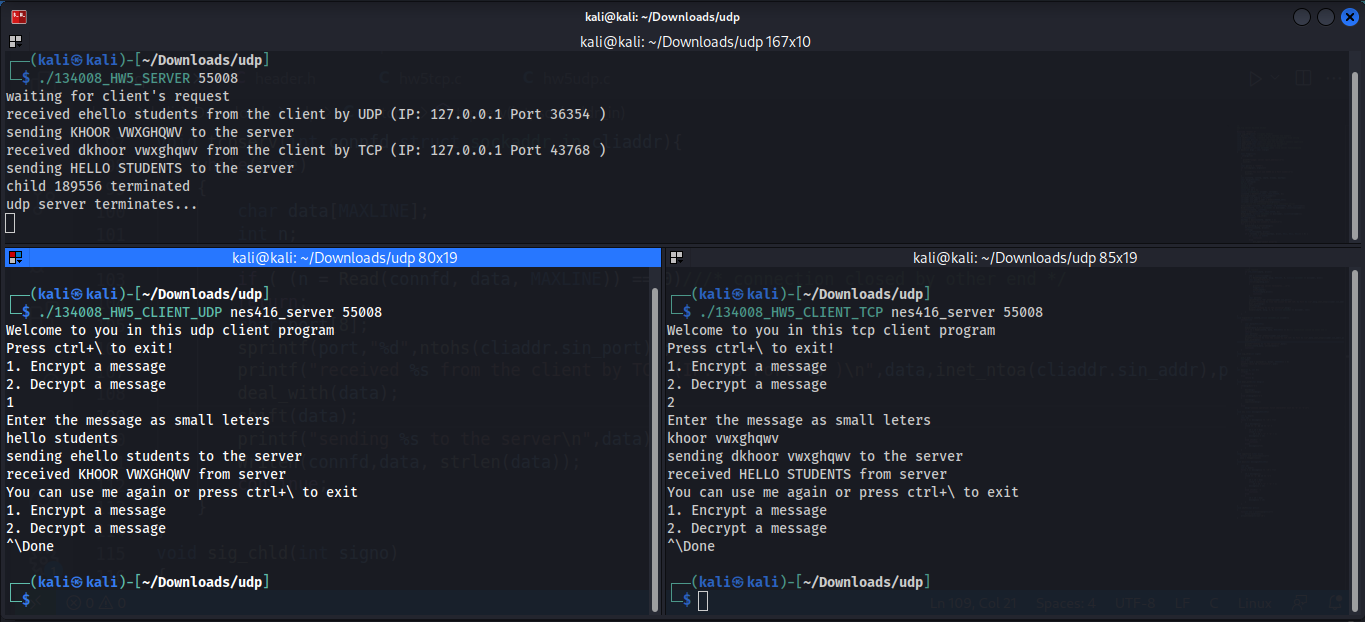 kali@kali: ~/Downloads/udp
kali@kali: ~/Downloads/udp 167x10
┌──(kali㉿kali)-[~/Downloads/udp]
└─$ ./134008_HW5_SERVER 55008
waiting for client's request
received ehello students from the client by UDP (IP: 127.0.0.1 Port 36354 )
sending KHOOR VWXGHQWV to the server
received dkhoor vwxghqwv from the client by TCP (IP: 127.0.0.1 Port 43768 )
sending HELLO STUDENTS to the server
child 189556 terminated
udp server terminates...
kali@kali: ~/Downloads/udp 80x19
┌──(kali㉿kali)-[~/Downloads/udp]
└─$ ./134008_HW5_CLIENT_UDP nes416_server 55008
Welcome to you in this udp client program
Press ctrl+\ to exit!
1. Encrypt a message
2. Decrypt a message
1
Enter the message as small leters
hello students
sending ehello students to the server
received KHOOR VWXGHQWV from server
You can use me again or press ctrl+\ to exit
1. Encrypt a message
2. Decrypt a message
^\Done
┌──(kali㉿kali)-[~/Downloads/udp]
└─$
kali@kali: ~/Downloads/udp 85x19
┌──(kali㉿kali)-[~/Downloads/udp]
└─$ ./134008_HW5_CLIENT_TCP nes416_server 55008
Welcome to you in this tcp client program
Press ctrl+\ to exit!
1. Encrypt a message
2. Decrypt a message
2
Enter the message as small leters
khoor vwxghqwv
sending dkhoor vwxghqwv to the server
received HELLO STUDENTS from server
You can use me again or press ctrl+\ to exit
1. Encrypt a message
2. Decrypt a message
^\Done
┌──(kali㉿kali)-[~/Downloads/udp]
└─$